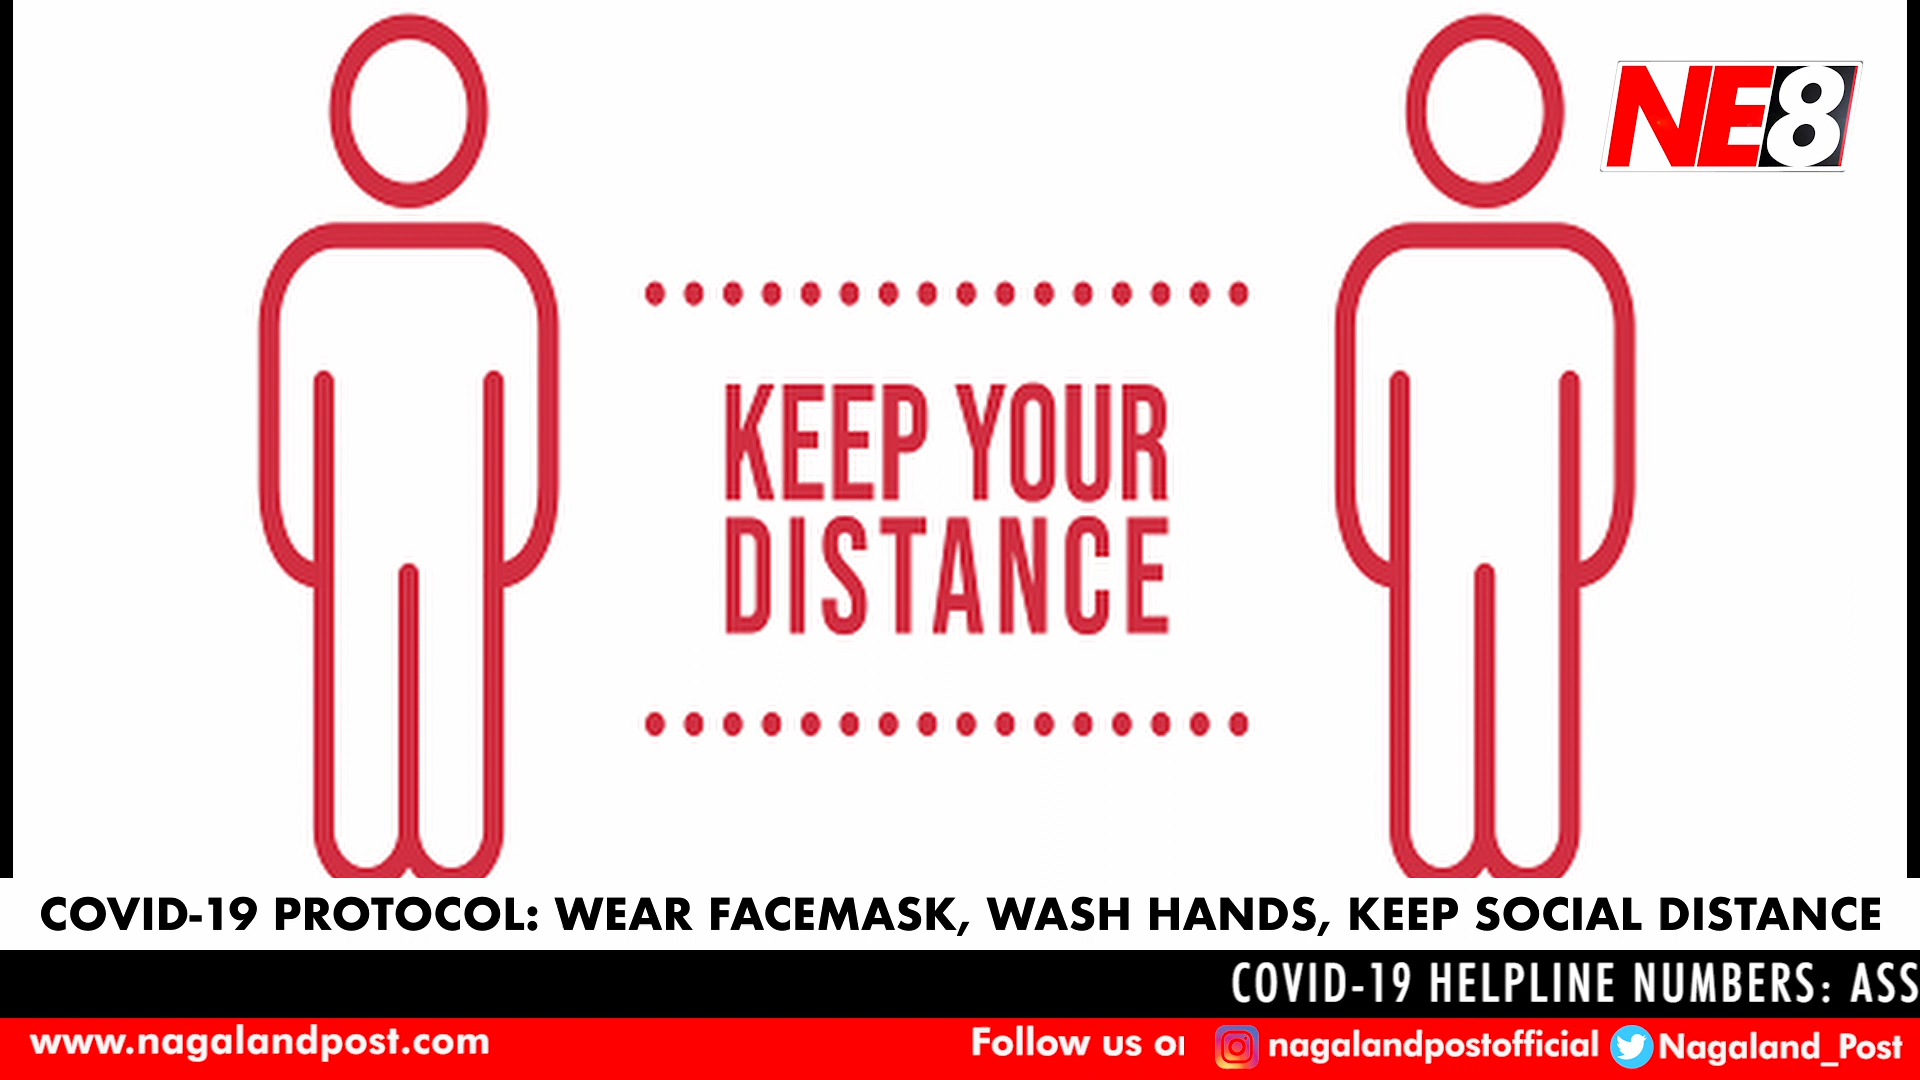 NE8
KEEP YOUR
DISTANCE
COVID-19 PROTOCOL: WEAR FACEMASK, WASH HANDS, KEEP SOCIAL DISTANCE
COVID-19 HELPLINE NUMBERS: ASS
www.nagalandpost.com
Follow us
nagalandpostofficial
Nagaland_Post